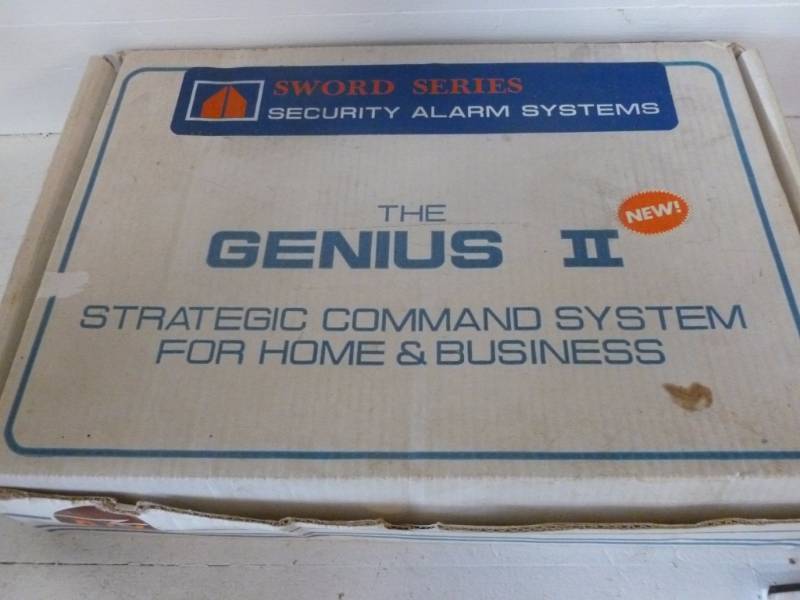 SWORD SERIES
SECURITY ALARM SYSTEMS
THE
GENIUS II
NEW!
STRATEGIC COMMAND SYSTEM
FOR HOME & BUSINESS